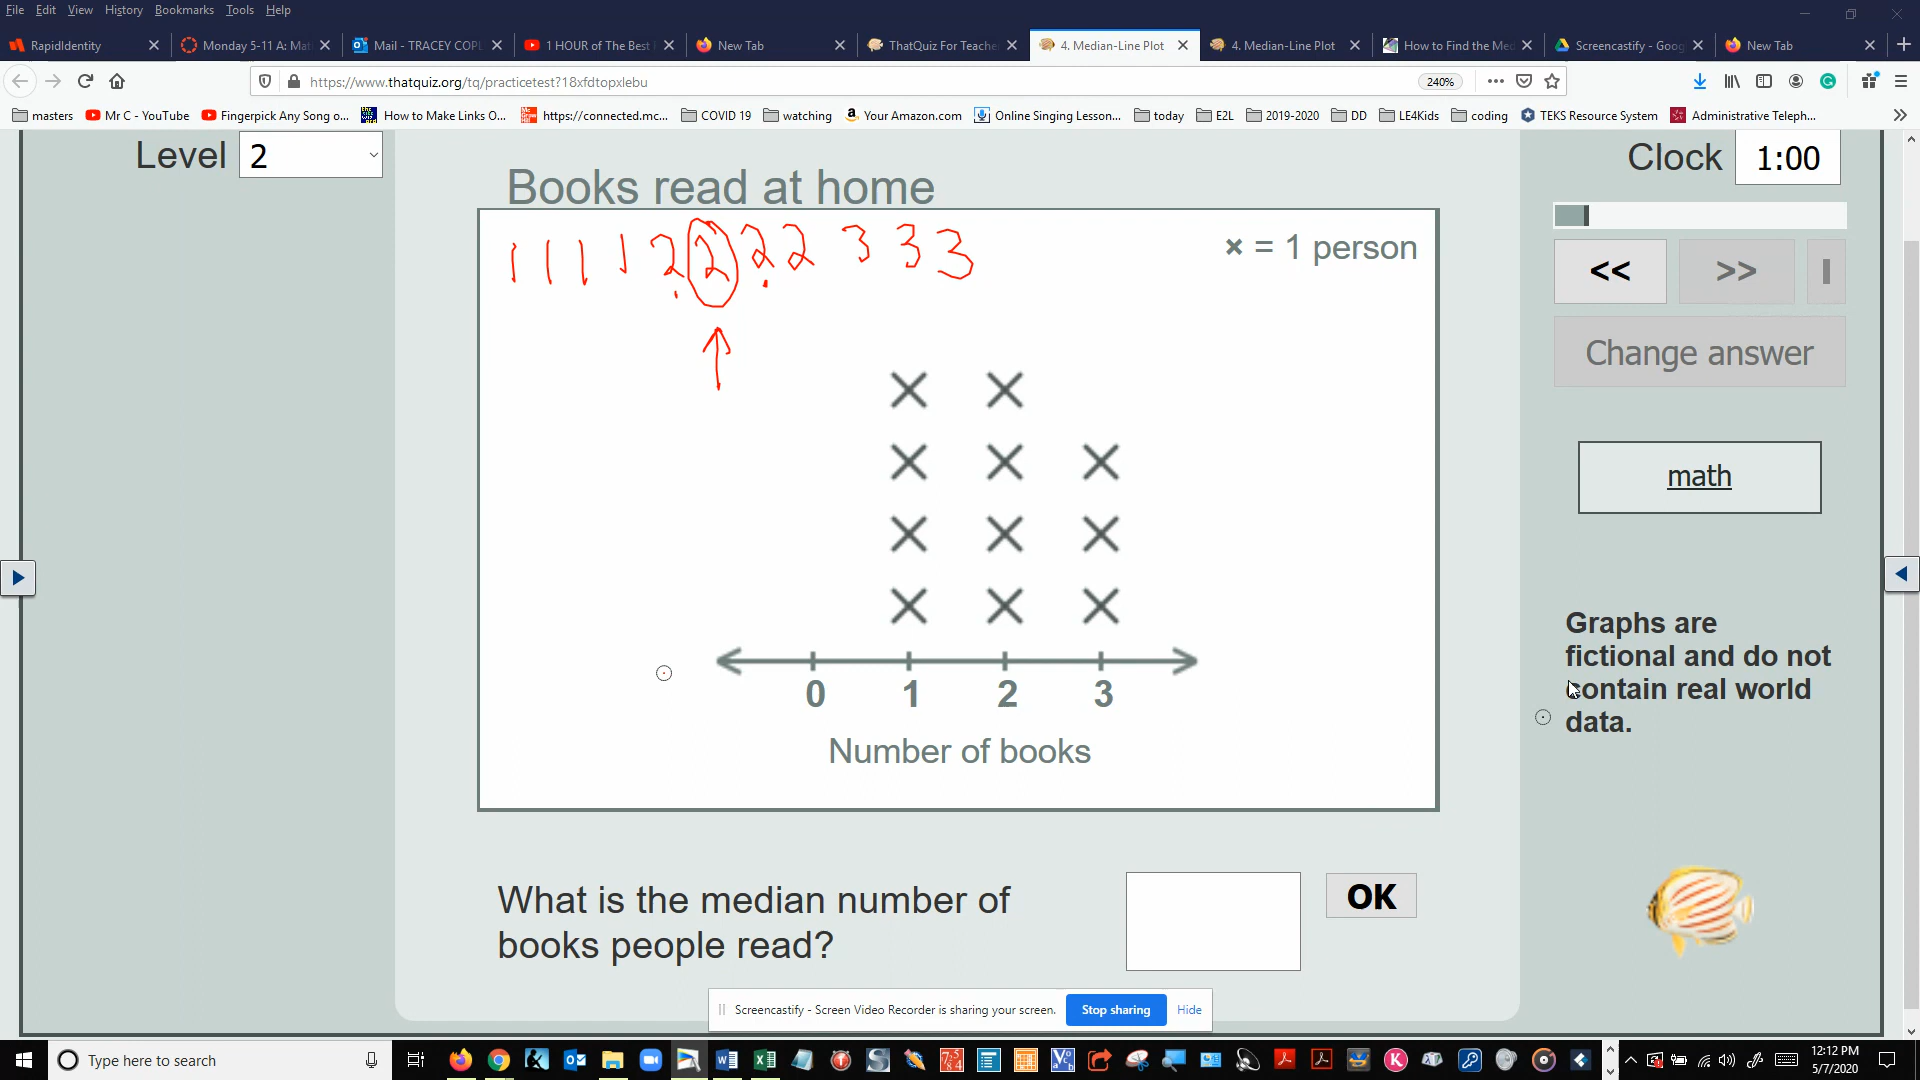 File Edit View History Bookmarks Tools Help
RapidIdentity Monday 5-11 A: Mat Mail - TRACEY COPL 1 HOUR of The Best New Tab ThatQuiz For Teache 4. Median-Line Plot 4. Median-Line Plot How to Find the Med Screencastify - Goog New Tab
https://www.thatquiz.org/tq/practicetest?18xfdtopxlebu 240%
masters Mr C - YouTube Fingerpick Any Song o... How to Make Links O... https://connected.mc... COVID 19 watching Your Amazon.com Online Singing Lesson... today E2L 2019-2020 DD LE4Kids coding TEKS Resource System Administrative Teleph...
Level 2
Books read at home
Clock 1:00
1 1 1 1 2 2 2 2 3 3 3
× = 1 person
<< >>
Change answer
math
0 1 2 3
Number of books
Graphs are
fictional and do not
contain real world
data.
What is the median number of
books people read?
OK
Screencastify - Screen Video Recorder is sharing your screen. Stop sharing Hide
Type here to search
12:12 PM
5/7/2020